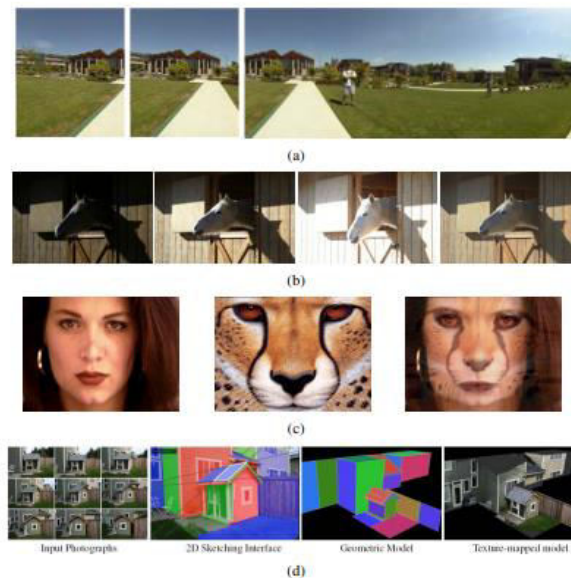 (a)
(b)
(c)
Input Photographs 2D Sketching Interface Geometric Model Texture-mapped model
(d)